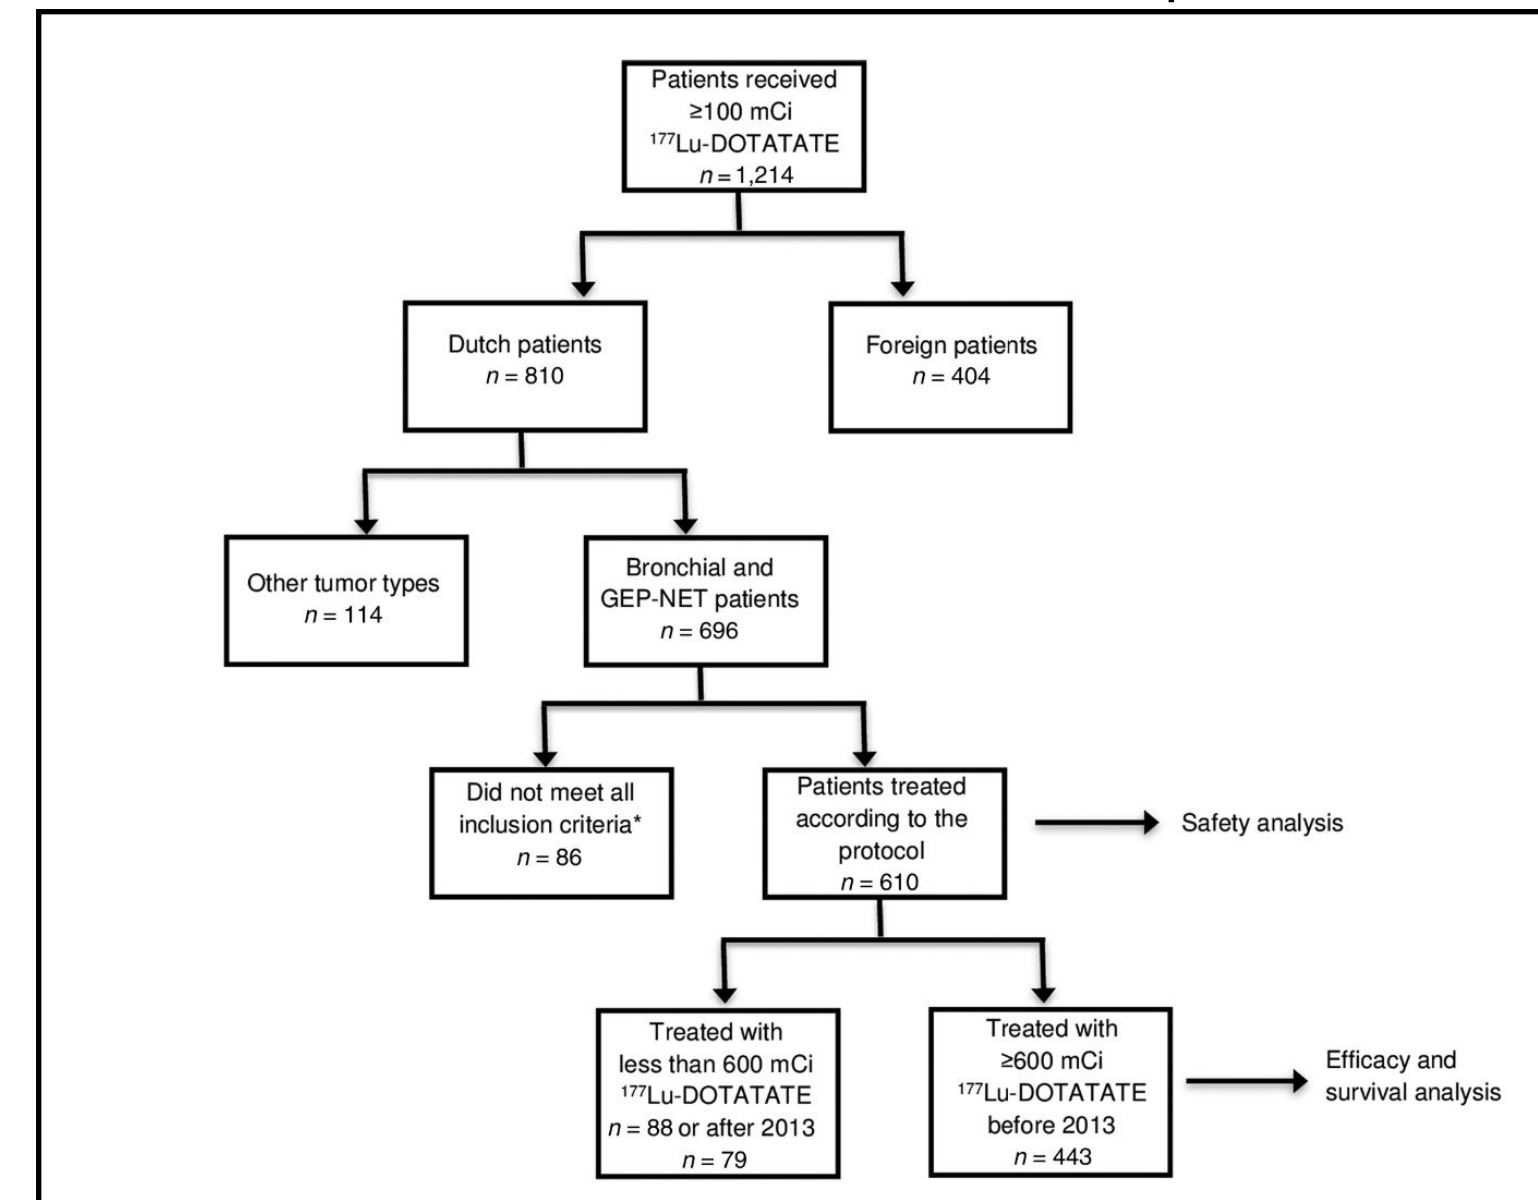 Patients received
≥100 mCi
¹⁷⁷Lu-DOTATATE
n = 1,214
Dutch patients
n = 810
Foreign patients
n = 404
Other tumor types
n = 114
Bronchial and
GEP-NET patients
n = 696
Did not meet all
inclusion criteria*
n = 86
Patients treated
according to the
protocol
n = 610
Safety analysis
Treated with
less than 600 mCi
¹⁷⁷Lu-DOTATATE
n = 88 or after 2013
n = 79
Treated with
≥600 mCi
¹⁷⁷Lu-DOTATATE
before 2013
n = 443
Efficacy and
survival analysis